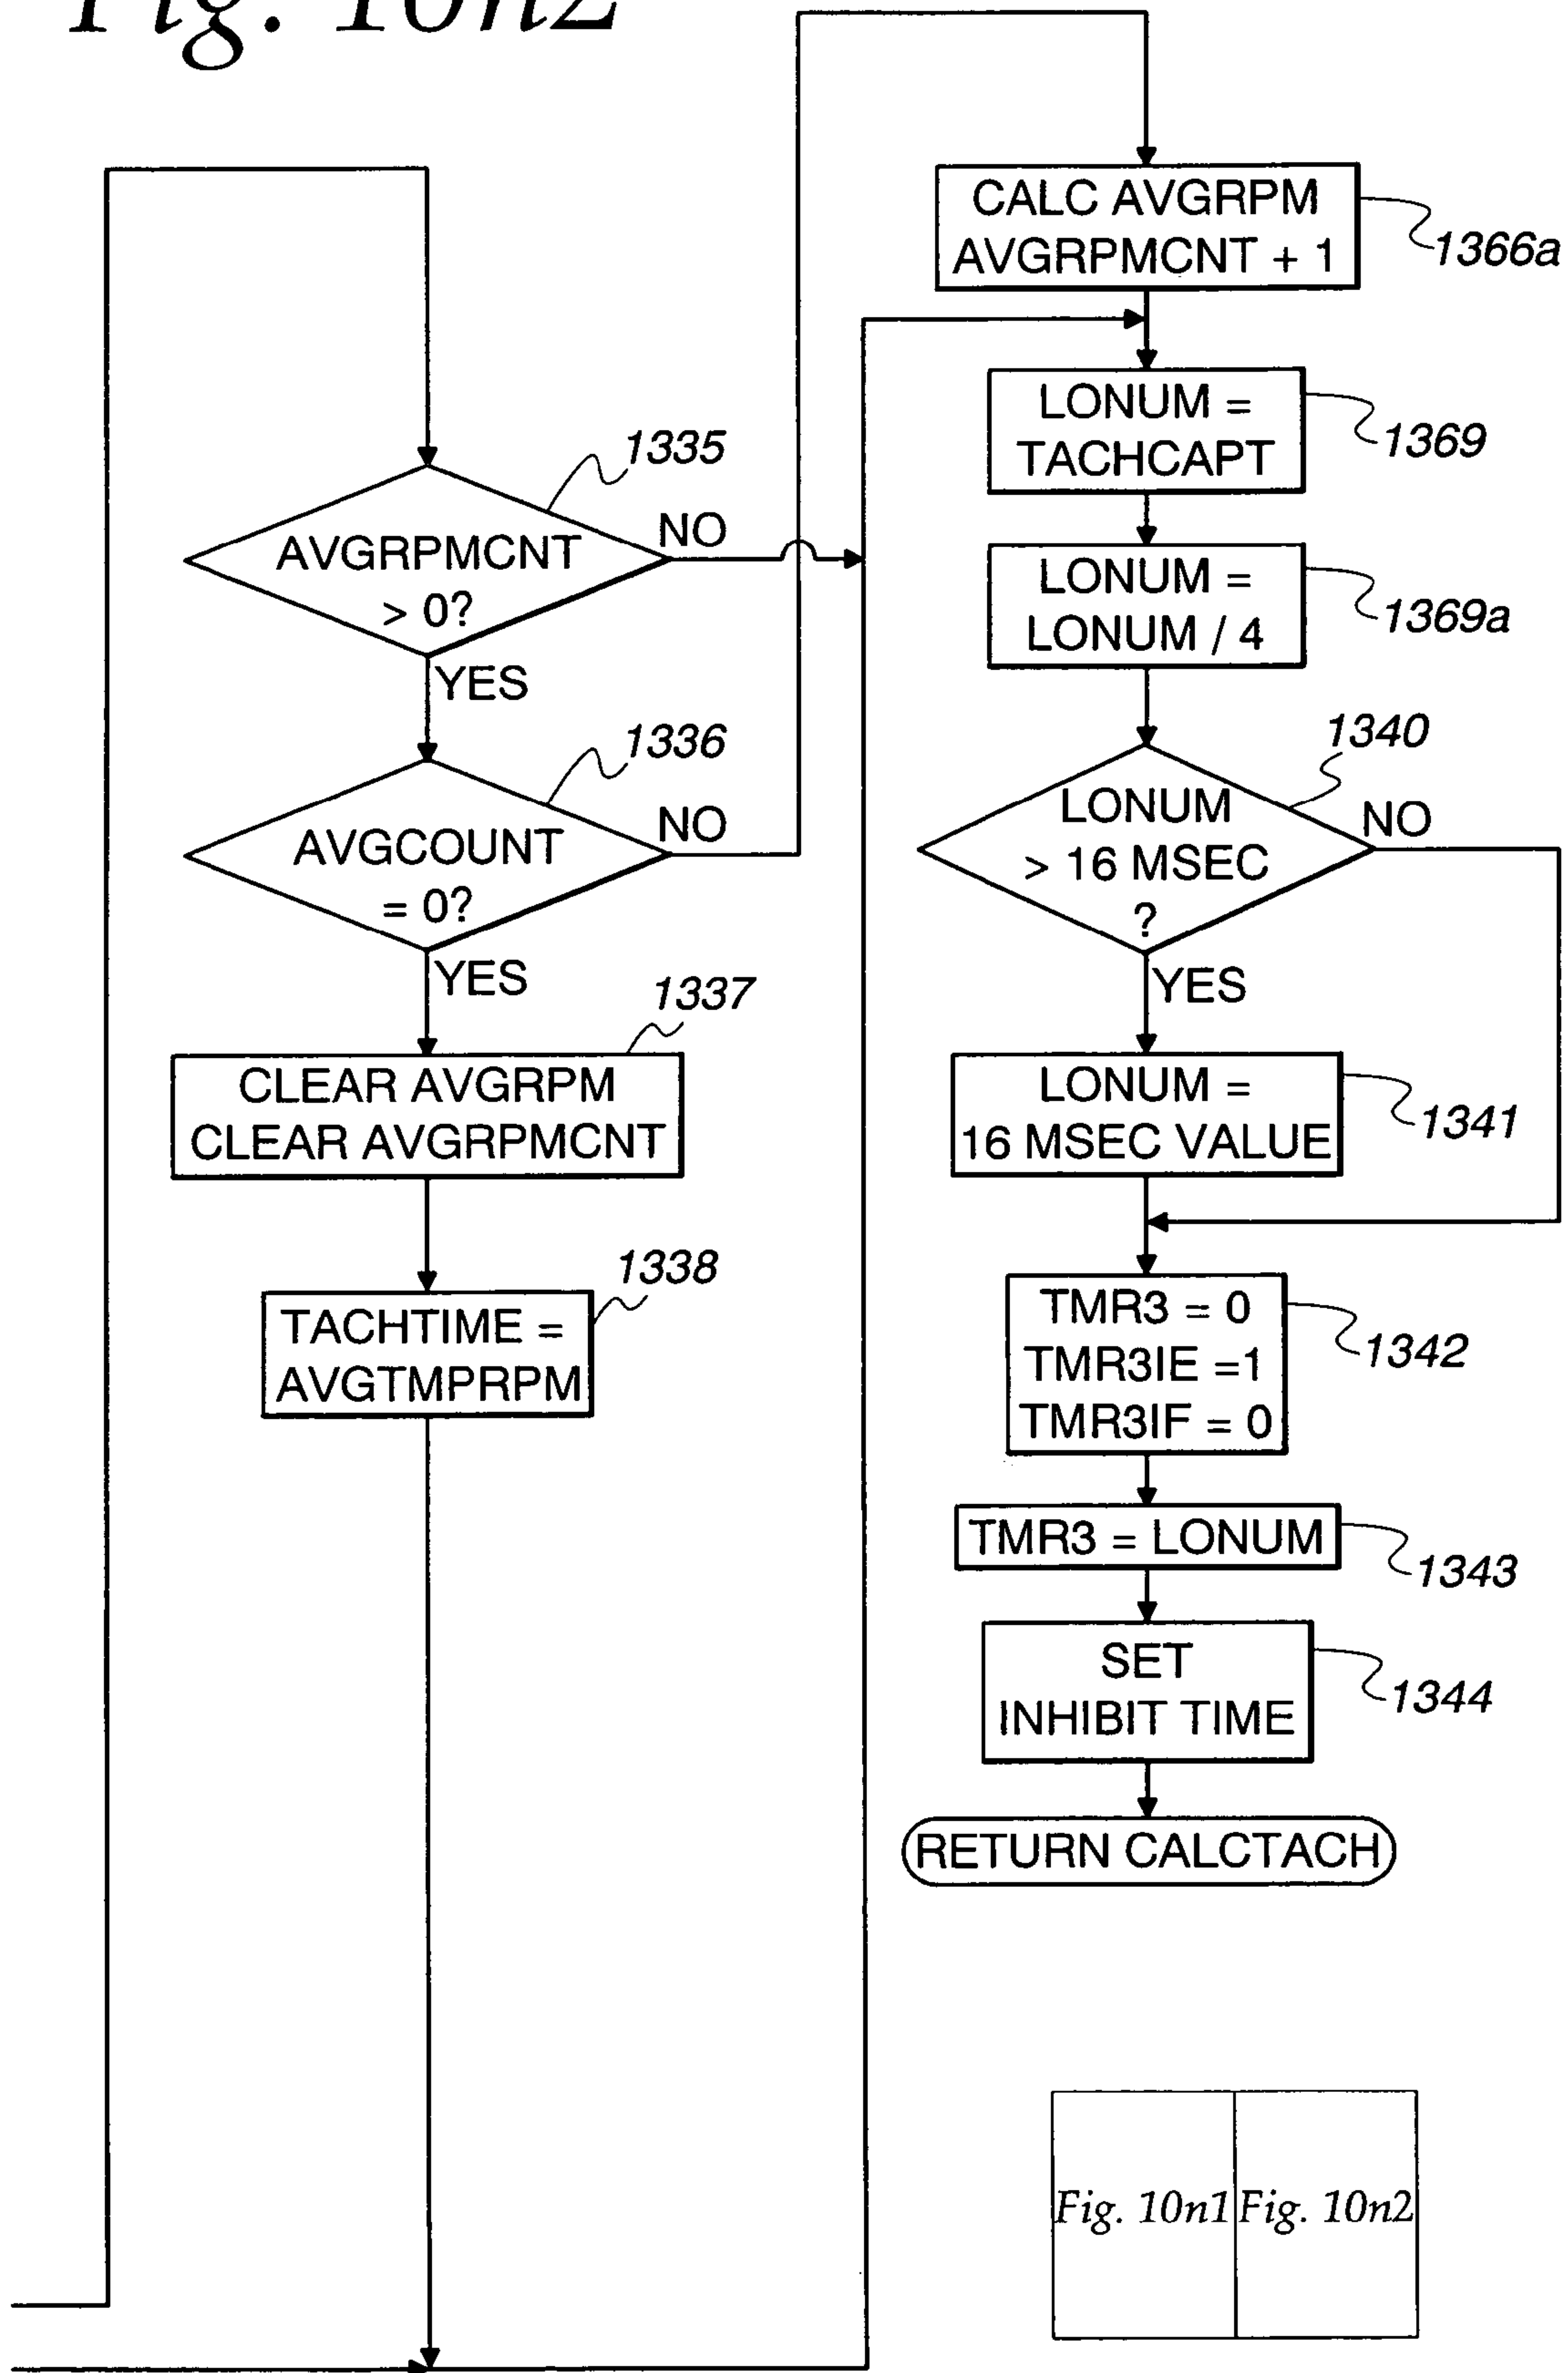 Fig. 10n2
1335
AVGRPMCNT
> 0?
NO
YES
1336
AVGCOUNT
= 0?
NO
YES
1337
CLEAR AVGRPM
CLEAR AVGRPMCNT
1338
TACHTIME =
AVGTMPRPM
CALC AVGRPM
AVGRPMCNT + 1
1366a
LONUM =
TACHCAPT
1369
LONUM =
LONUM / 4
1369a
1340
LONUM
> 16 MSEC
?
NO
YES
LONUM =
16 MSEC VALUE
1341
TMR3 = 0
TMR3IE =1
TMR3IF = 0
1342
TMR3 = LONUM
1343
SET
INHIBIT TIME
1344
RETURN CALCTACH
Fig. 10n1
Fig. 10n2